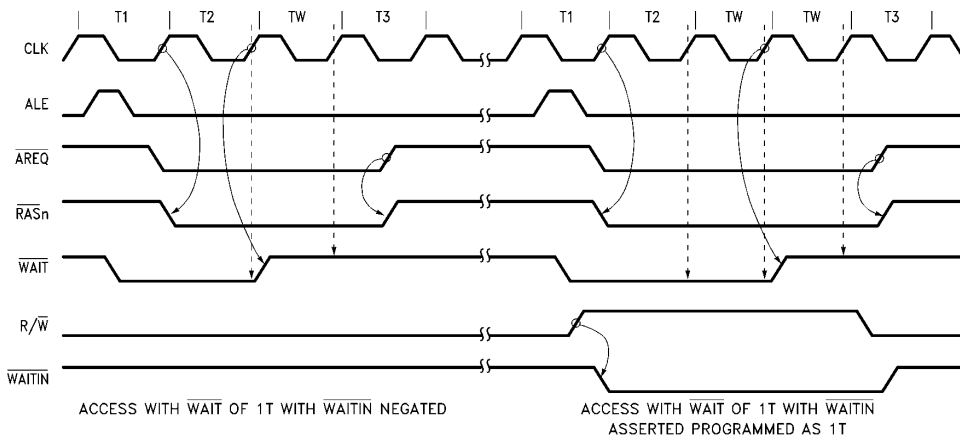 T1 T2 TW T3 T1 T2 TW TW T3
CLK
ALE
AREQ
RASn
WAIT
R/W
WAITIN
ACCESS WITH WAIT OF 1T WITH WAITIN NEGATED
ACCESS WITH WAIT OF 1T WITH WAITIN
ASSERTED PROGRAMMED AS 1T